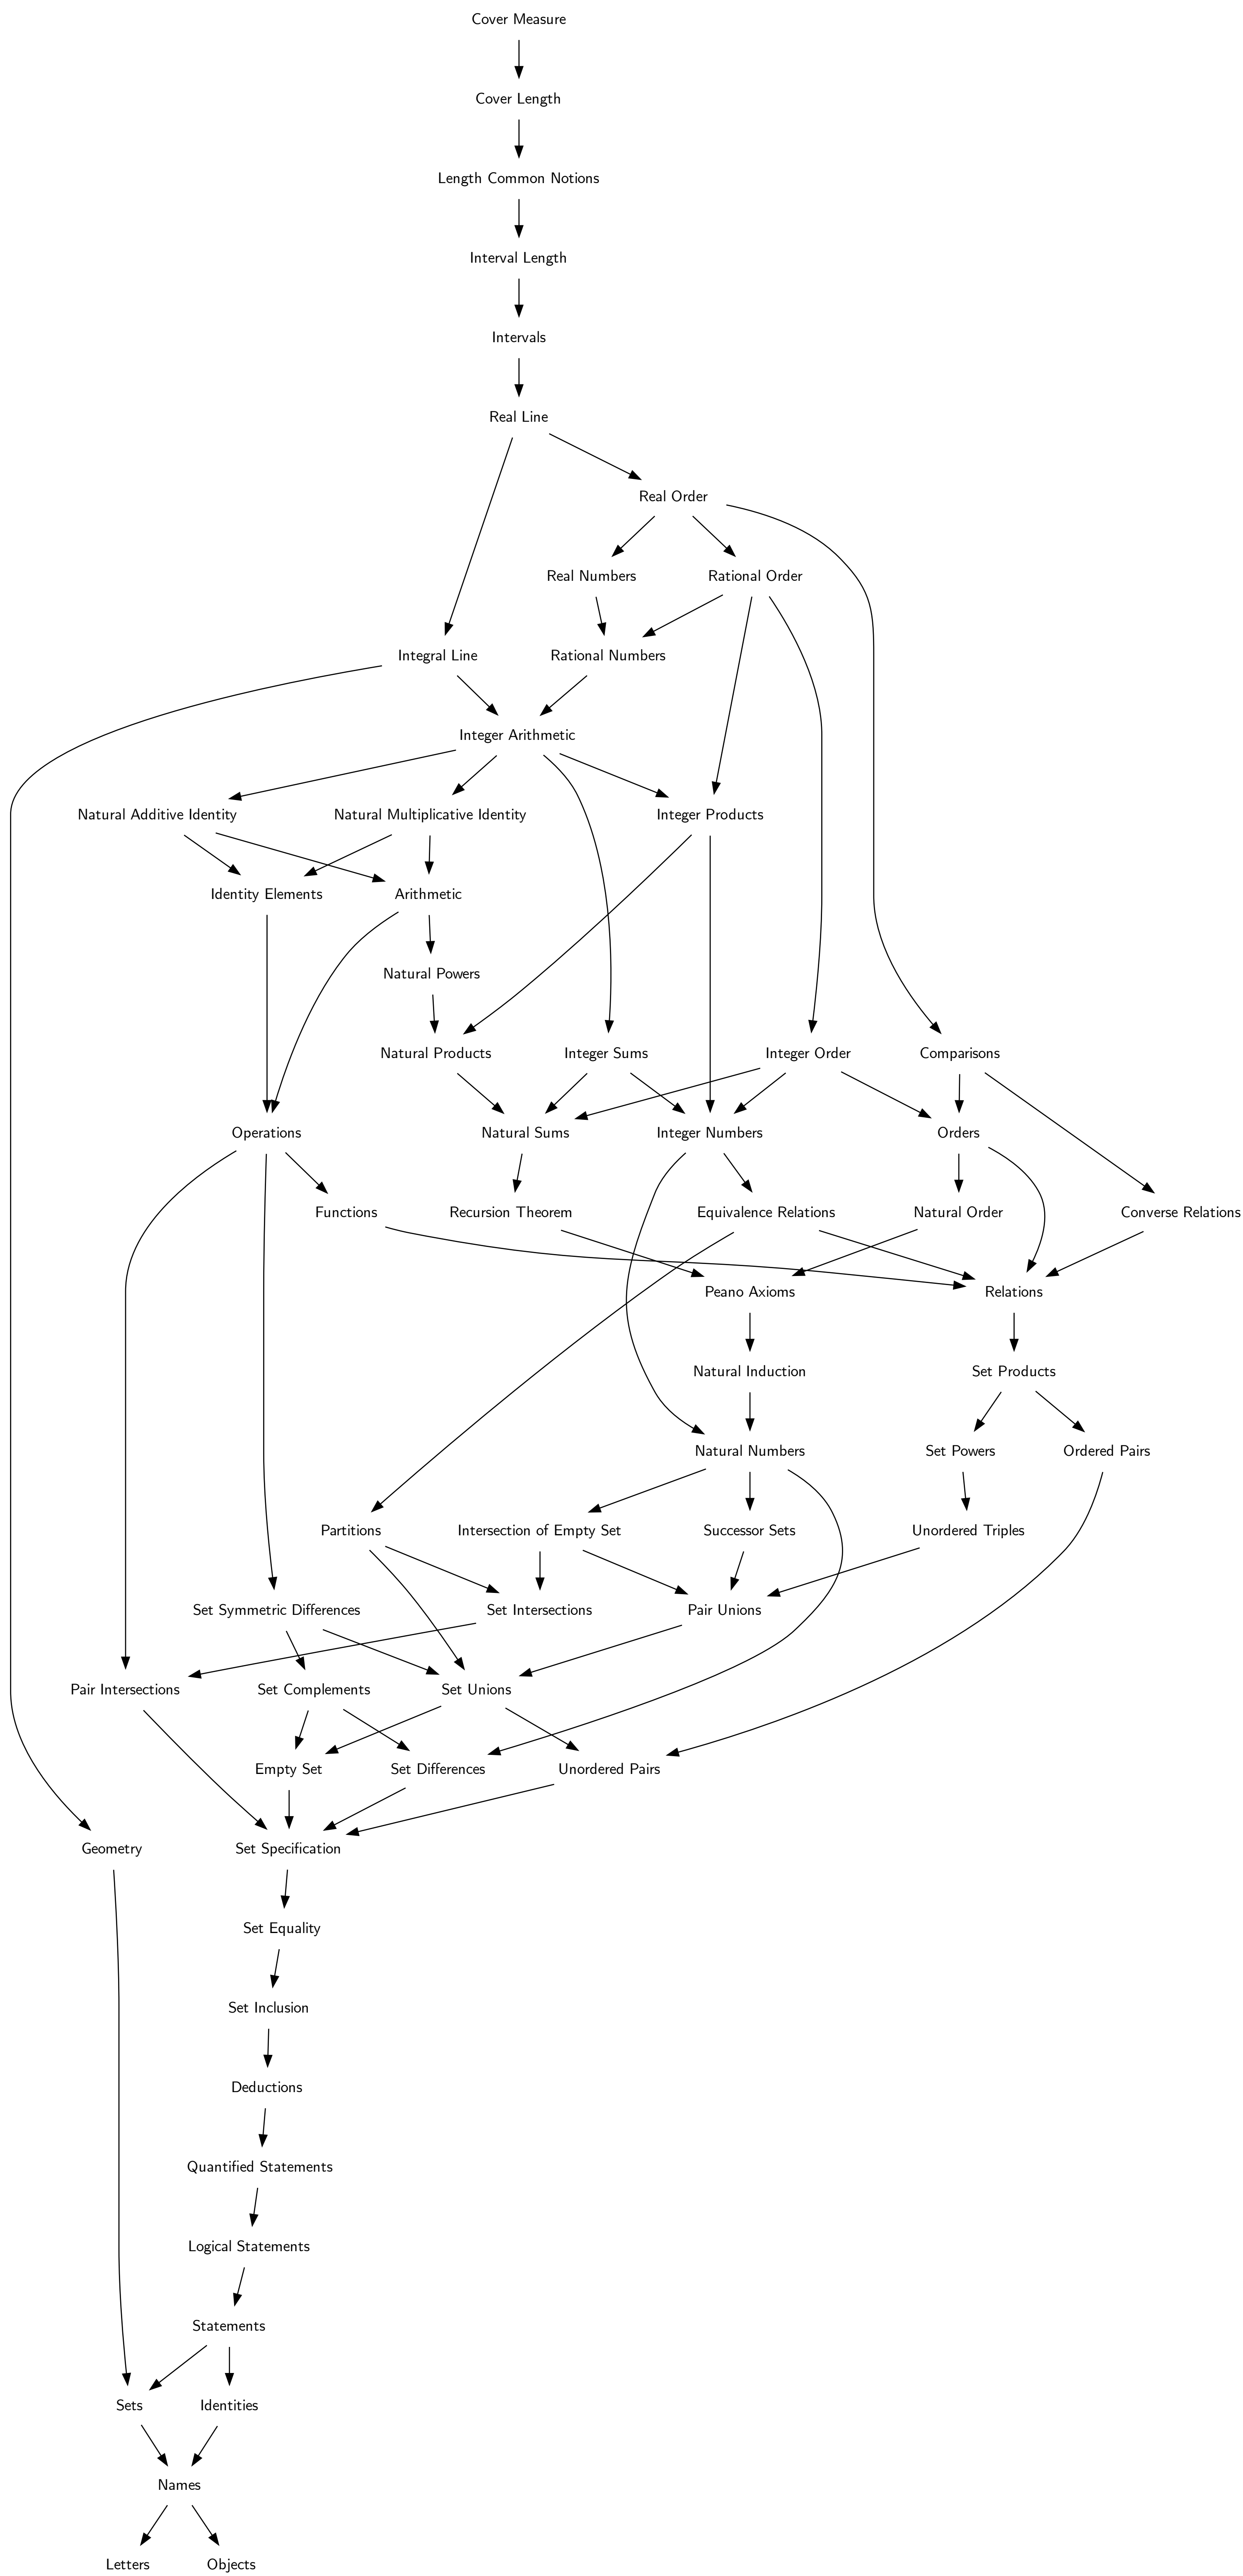 Cover Measure
Cover Length
Length Common Notions
Interval Length
Intervals
Real Line
Real Order
Real Numbers
Rational Order
Integral Line
Rational Numbers
Integer Arithmetic
Natural Additive Identity
Natural Multiplicative Identity
Integer Products
Identity Elements
Arithmetic
Natural Powers
Natural Products
Integer Sums
Integer Order
Comparisons
Operations
Natural Sums
Integer Numbers
Orders
Functions
Recursion Theorem
Equivalence Relations
Natural Order
Converse Relations
Peano Axioms
Relations
Natural Induction
Set Products
Natural Numbers
Set Powers
Ordered Pairs
Partitions
Intersection of Empty Set
Successor Sets
Unordered Triples
Set Symmetric Differences
Set Intersections
Pair Unions
Pair Intersections
Set Complements
Set Unions
Empty Set
Set Differences
Unordered Pairs
Geometry
Set Specification
Set Equality
Set Inclusion
Deductions
Quantified Statements
Logical Statements
Statements
Sets
Identities
Names
Letters
Objects